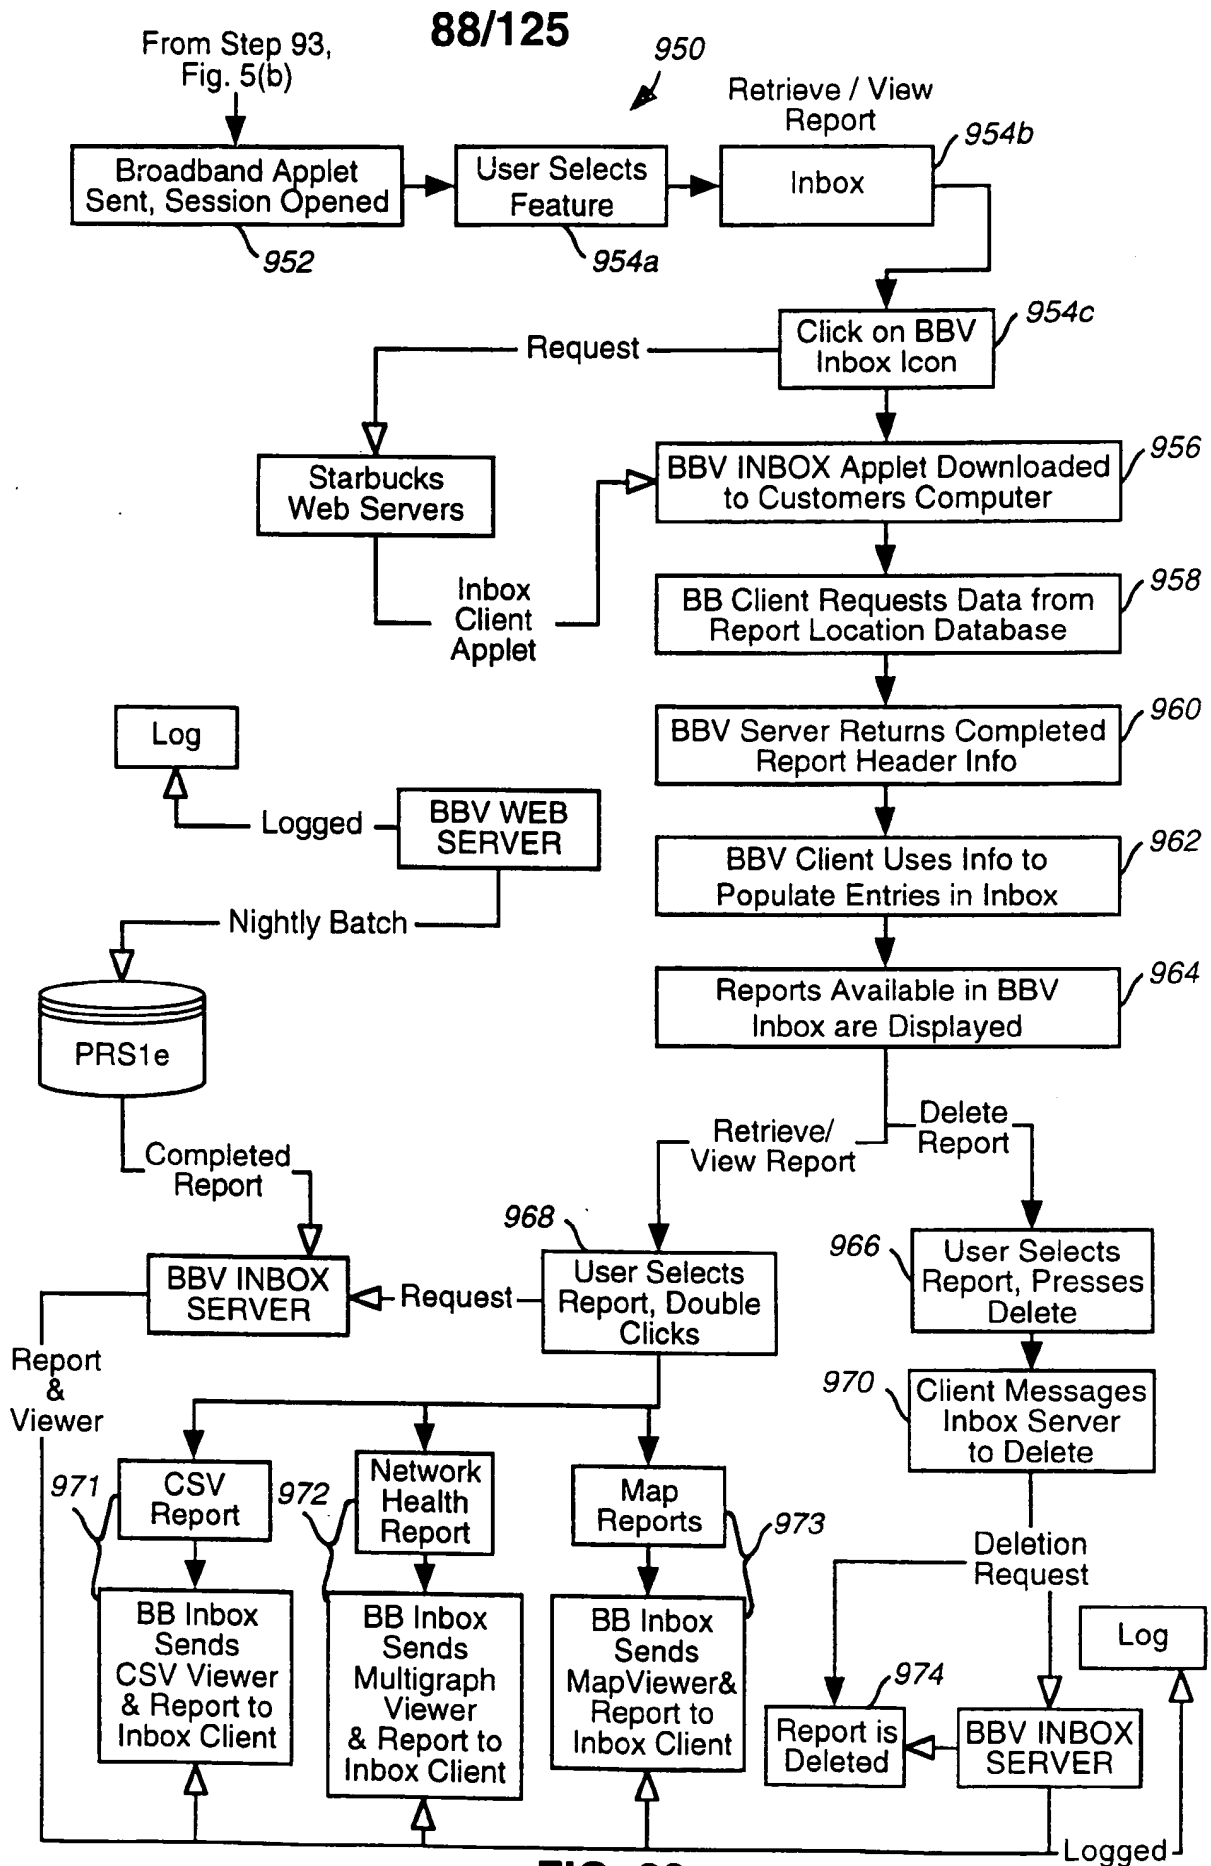 88/125
From Step 93,
Fig. 5(b)
950
Retrieve / View
Report
954b
Broadband Applet
Sent, Session Opened
User Selects
Feature
Inbox
952
954a
954c
Click on BBV
Inbox Icon
Request
Starbucks
Web Servers
956
BBV INBOX Applet Downloaded
to Customers Computer
Inbox
Client
Applet
958
BB Client Requests Data from
Report Location Database
960
BBV Server Returns Completed
Report Header Info
Log
Logged
BBV WEB
SERVER
962
BBV Client Uses Info to
Populate Entries in Inbox
Nightly Batch
964
Reports Available in BBV
Inbox are Displayed
PRS1e
Retrieve/
View Report
Delete
Report
Completed
Report
968
966
BBV INBOX
SERVER
Request
User Selects
Report, Double
Clicks
User Selects
Report, Presses
Delete
Report
&
Viewer
970
Client Messages
Inbox Server
to Delete
971
CSV
Report
972
Network
Health
Report
Map
Reports
973
Deletion
Request
BB Inbox
Sends
CSV Viewer
& Report to
Inbox Client
BB Inbox
Sends
Multigraph
Viewer
& Report to
Inbox Client
BB Inbox
Sends
MapViewer&
Report to
Inbox Client
Log
974
Report is
Deleted
BBV INBOX
SERVER
Logged